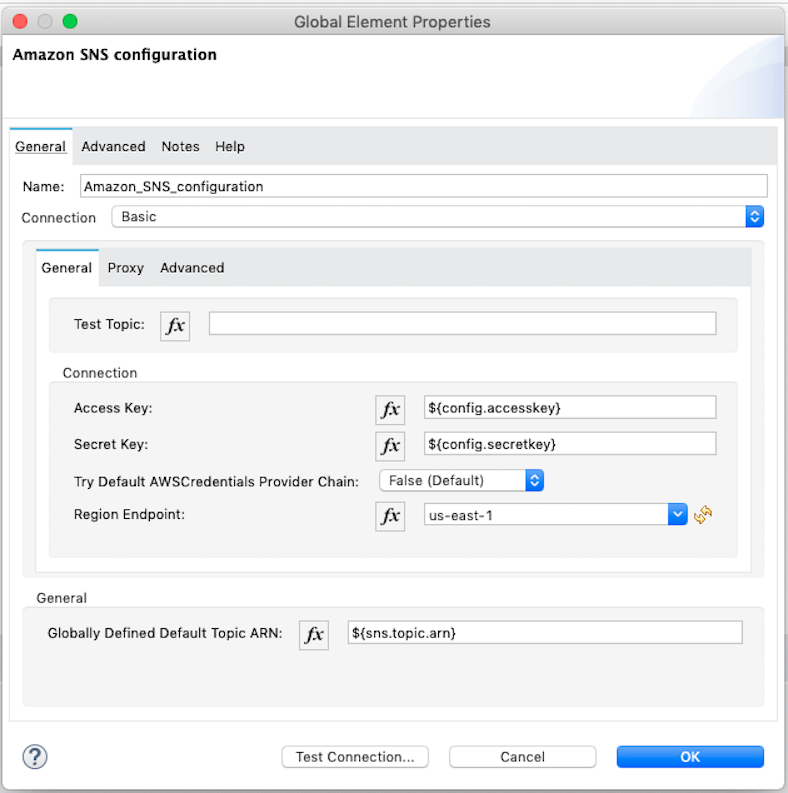 Global Element Properties
Amazon SNS configuration
General Advanced Notes Help
Name: Amazon_SNS_configuration
Connection Basic
General Proxy Advanced
Test Topic: fx
Connection
Access Key: fx ${config.accesskey}
Secret Key: fx ${config.secretkey}
Try Default AWSCredentials Provider Chain: False (Default)
Region Endpoint: fx us-east-1
General
Globally Defined Default Topic ARN: fx ${sns.topic.arn}
? Test Connection... Cancel OK